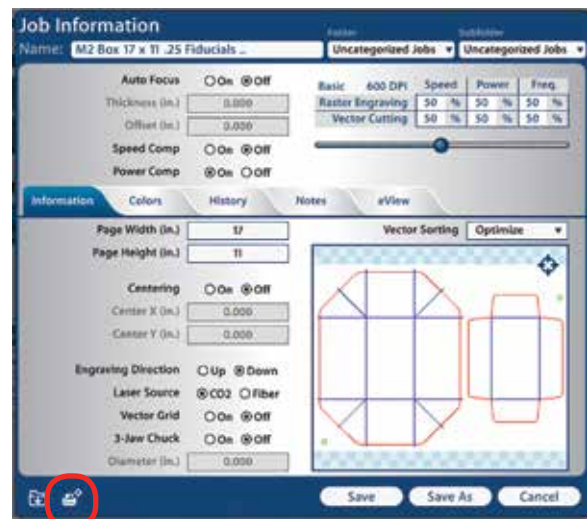 Job Information
Folder
Subfolder
Name: M2 Box 17 x 11 .25 Fiducials ..
Uncategorized Jobs ▾ Uncategorized Jobs ▾
Auto Focus On Off
Thickness (in.) 0.000
Offset (in.) 0.000
Speed Comp On Off
Power Comp On Off
Basic 600 DPI Speed Power Freq.
Raster Engraving 50 % 50 % 50 %
Vector Cutting 50 % 50 % 50 %
Information Colors History Notes eView
Page Width (in.) 17
Page Height (in.) 11
Vector Sorting Optimize
Centering On Off
Center X (in.) 0.000
Center Y (in.) 0.000
Engraving Direction Up Down
Laser Source CO2 Fiber
Vector Grid On Off
3-Jaw Chuck On Off
Diameter (in.) 0.000
Save Save As Cancel